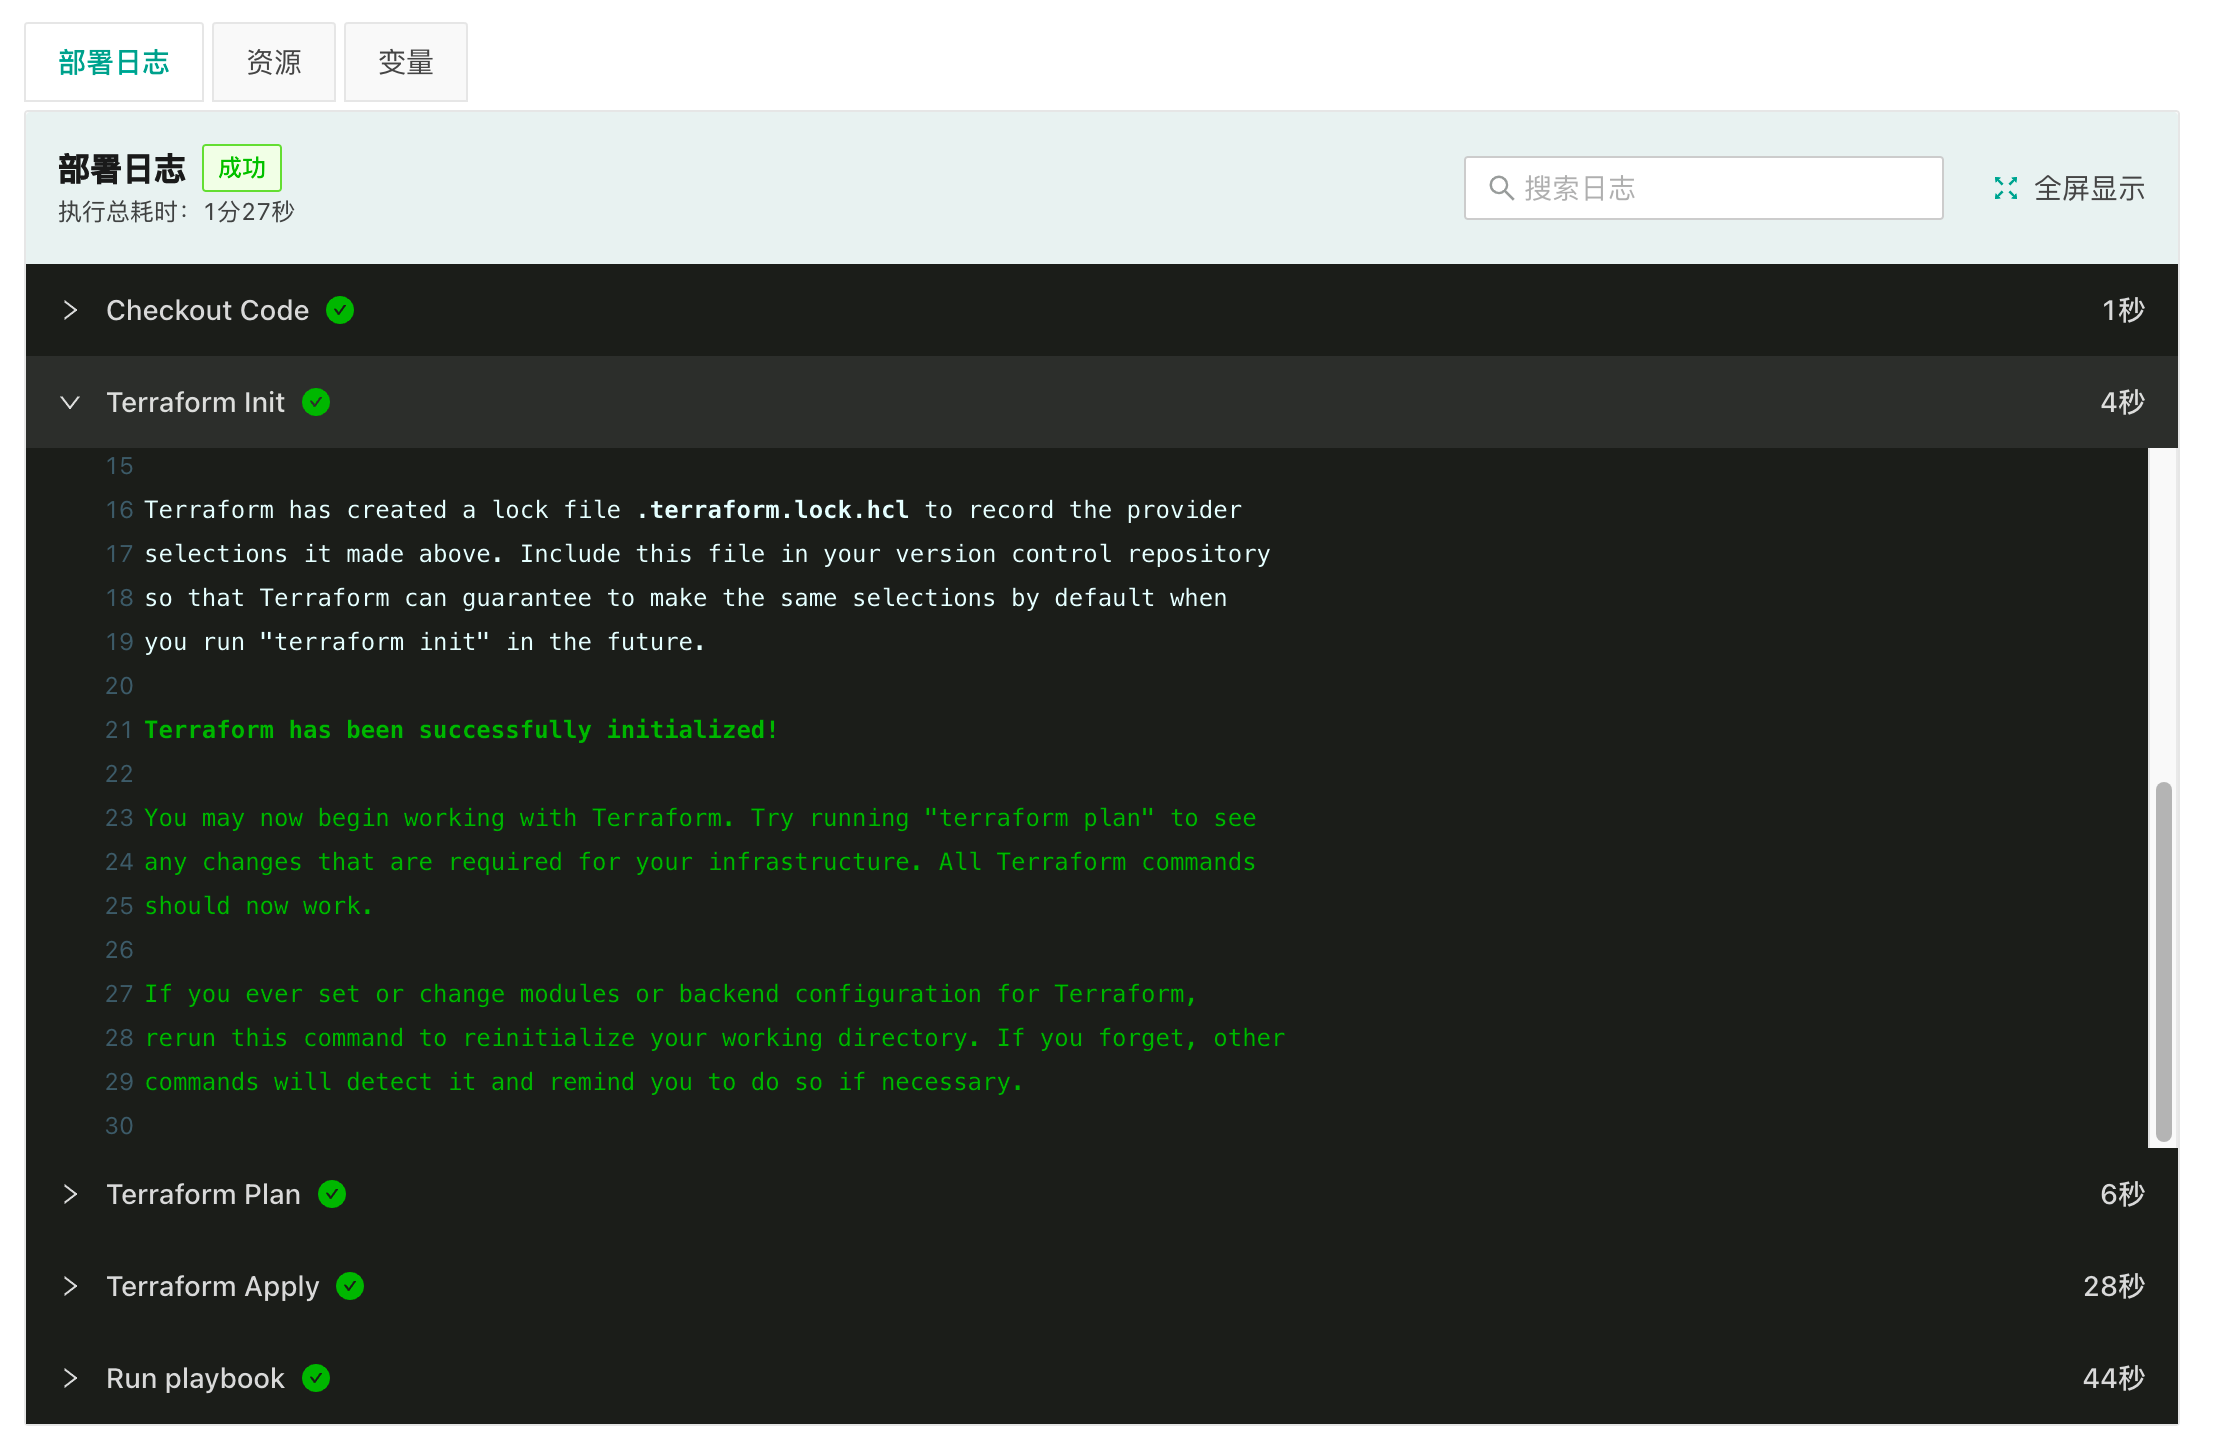 部署日志 资源 变量
部署日志 成功
执行总耗时：1分27秒
搜索日志 全屏显示
Checkout Code 1秒
Terraform Init 4秒
15
16 Terraform has created a lock file .terraform.lock.hcl to record the provider
17 selections it made above. Include this file in your version control repository
18 so that Terraform can guarantee to make the same selections by default when
19 you run "terraform init" in the future.
20
21 Terraform has been successfully initialized!
22
23 You may now begin working with Terraform. Try running "terraform plan" to see
24 any changes that are required for your infrastructure. All Terraform commands
25 should now work.
26
27 If you ever set or change modules or backend configuration for Terraform,
28 rerun this command to reinitialize your working directory. If you forget, other
29 commands will detect it and remind you to do so if necessary.
30
Terraform Plan 6秒
Terraform Apply 28秒
Run playbook 44秒